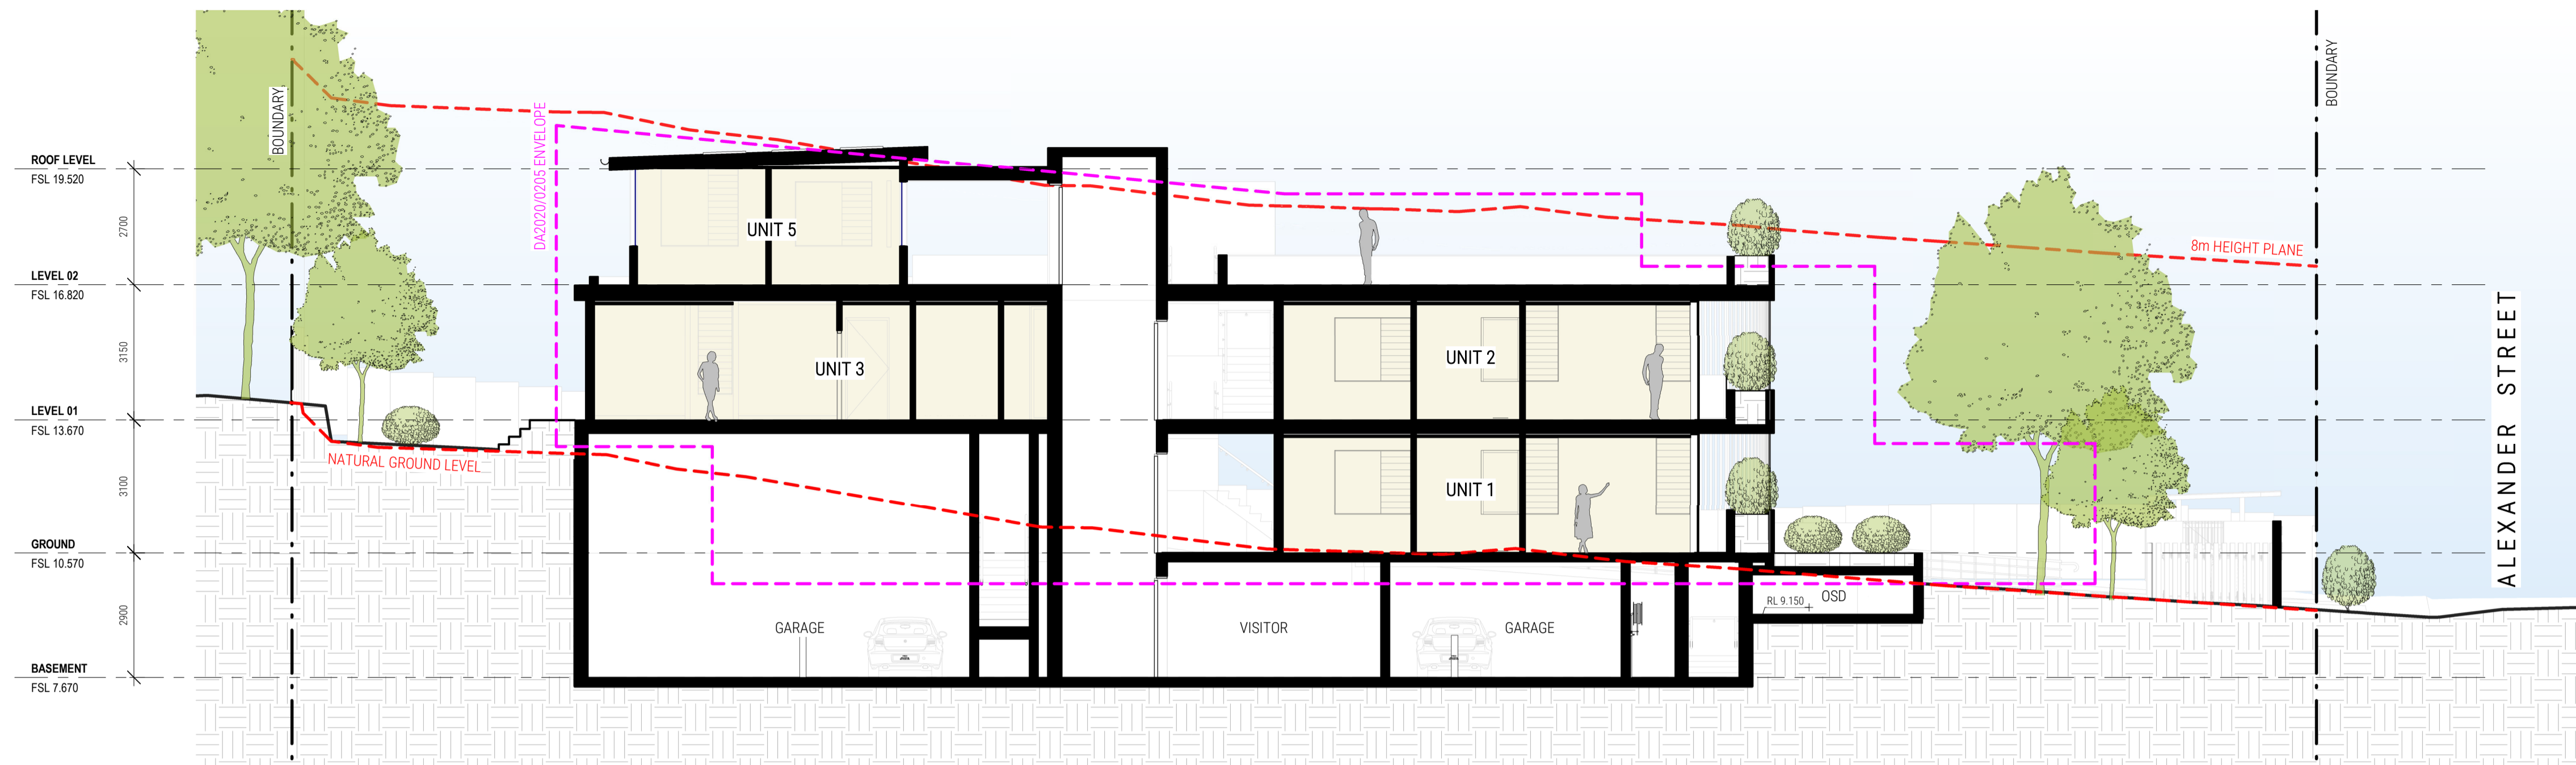 BOUNDARY
BOUNDARY
DA2020/0205 ENVELOPE
ROOF LEVEL
FSL 19.520
2700
UNIT 5
8m HEIGHT PLANE
LEVEL 02
FSL 16.820
3150
UNIT 3
UNIT 2
ALEXANDER STREET
LEVEL 01
FSL 13.670
NATURAL GROUND LEVEL
3100
UNIT 1
GROUND
FSL 10.570
2900
RL 9.150
OSD
GARAGE
VISITOR
GARAGE
BASEMENT
FSL 7.670